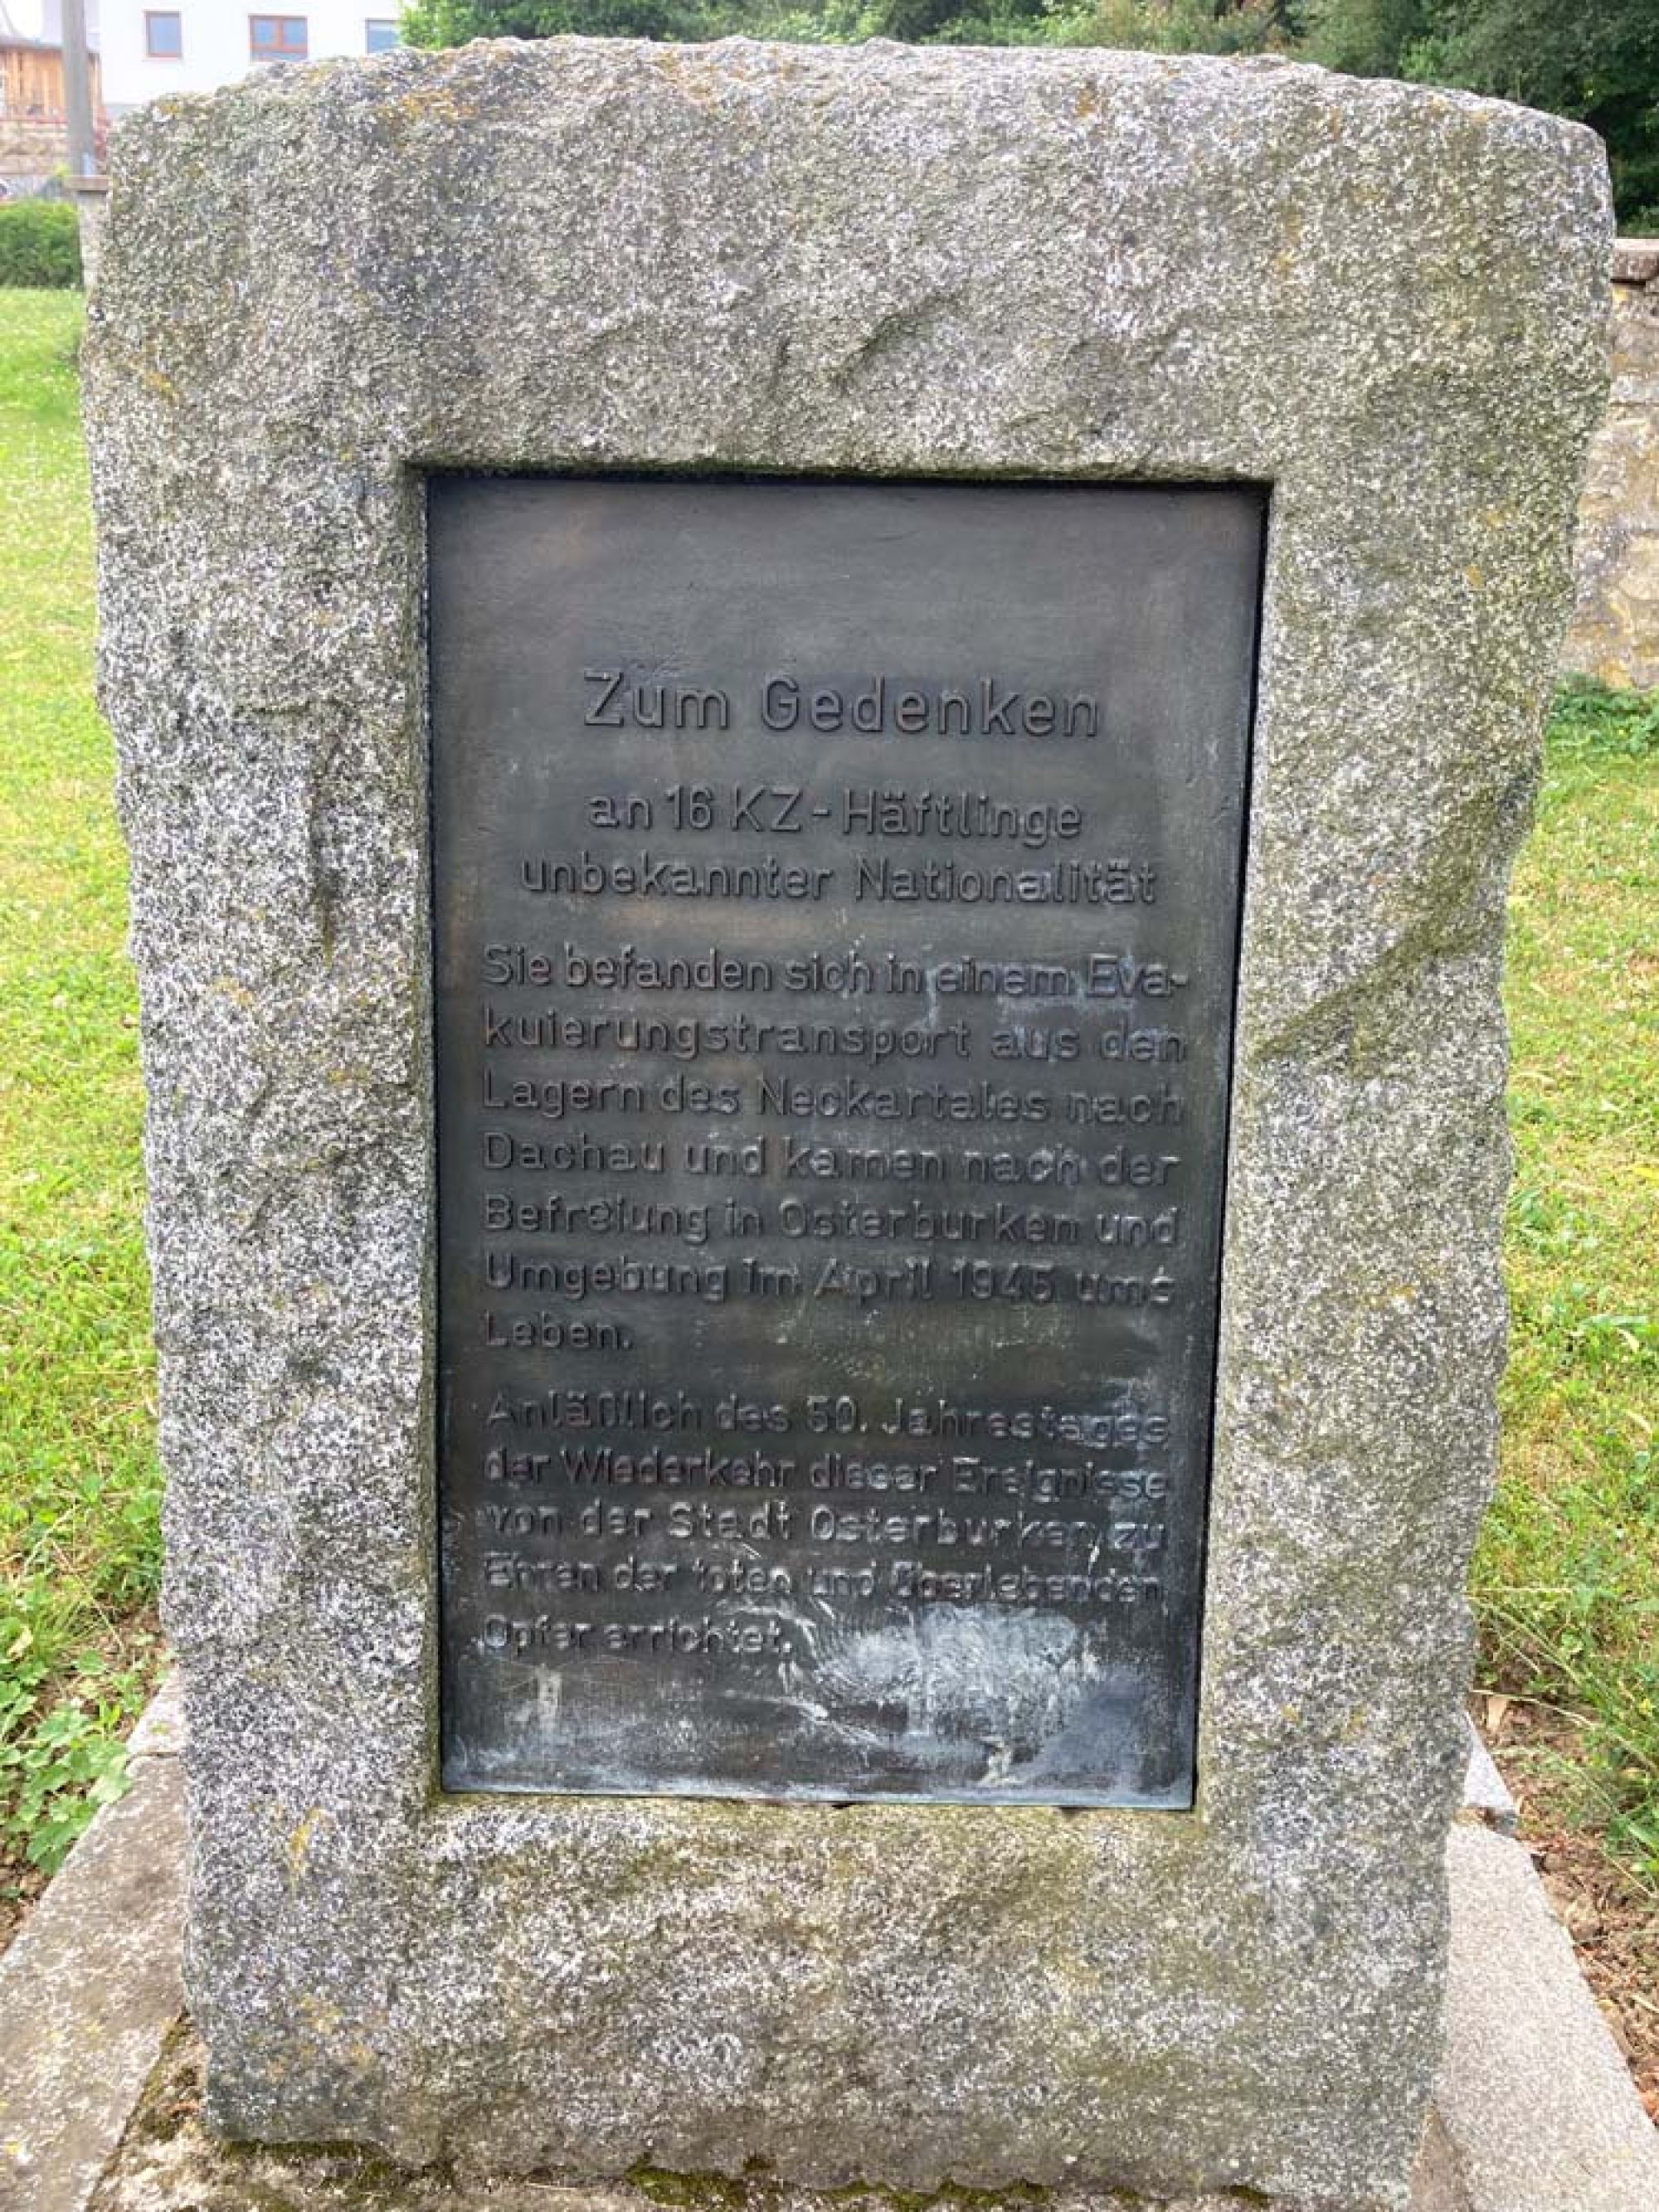 Zum Gedenken
an 16 KZ-Häftlinge
unbekannter Nationalität
Sie befanden sich in einem Eva-
kuierungstransport aus den
Lagern des Neckartales nach
Dachau und kamen nach der
Befreiung in Osterburken und
Umgebung im April 1945 ums
Leben.
Anläßlich des 50. Jahrestages
der Wiederkehr dieser Ereignisse
von der Stadt Osterburken zu
Ehren der toten und überlebenden
Opfer errichtet.